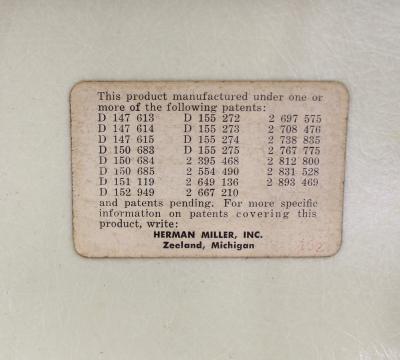 This product manufactured under one or
more of the following patents:
D 147 613 D 155 272 2 697 575
D 147 614 D 155 273 2 708 476
D 147 615 D 155 274 2 738 835
D 150 683 D 155 275 2 767 775
D 150 684 2 395 468 2 812 800
D 150 685 2 554 490 2 831 528
D 151 119 2 649 136 2 893 469
D 152 949 2 667 210
and patents pending. For more specific
information on patents covering this
product, write:
HERMAN MILLER, INC.
Zeeland, Michigan